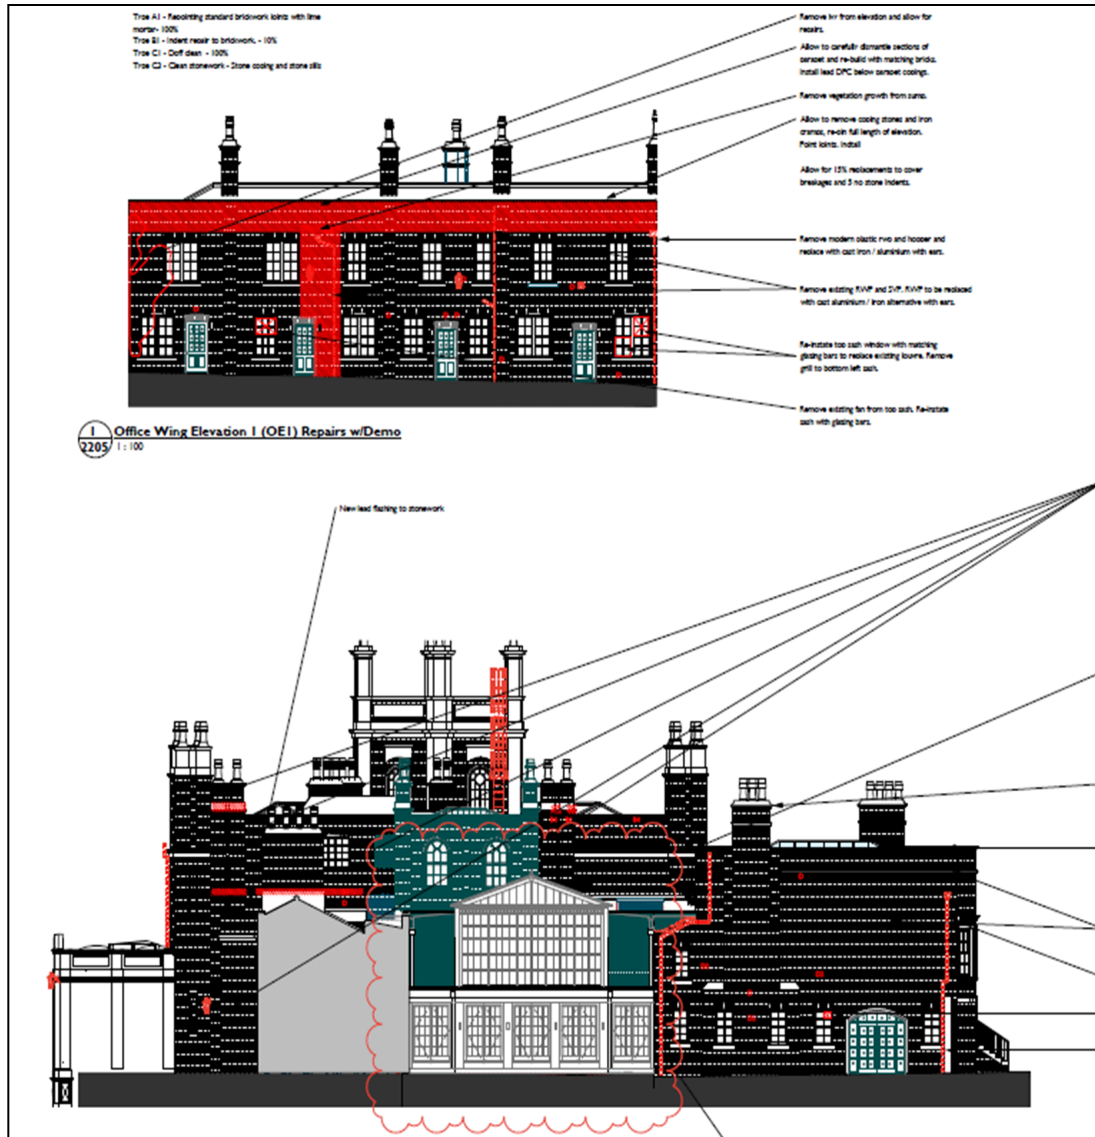 Type A1 - Repointing standard brickwork joints with lime
mortar- 100%
Type B1 - Indent repair to brickwork. - 10%
Type C1 - Doff clean - 100%
Type C2 - Clean stonework - Stone coping and stone sills
Remove ivy from elevation and allow for
repairs.
Allow to carefully dismantle sections of
parapet and re-build with matching bricks.
Install lead DPC below parapet copings.
Remove vegetation growth from sump.
Allow to remove coping stones and iron
cramps, re-pin full length of elevation.
Point joints. Install
Allow for 15% replacements to cover
breakages and 5 no stone indents.
Remove modern plastic rwp and hopper and
replace with cast iron / aluminium with ears.
Remove existing RWP and SVP. RWP to be replaced
with cast aluminium / iron alternative with ears.
Re-instate top sash window with matching
glazing bars to replace existing louvre. Remove
grill to bottom left sash.
Remove existing fan from top sash. Re-instate
sash with glazing bars.
1
2205
Office Wing Elevation 1 (OE1) Repairs w/Demo
1 : 100
New lead flashing to stonework